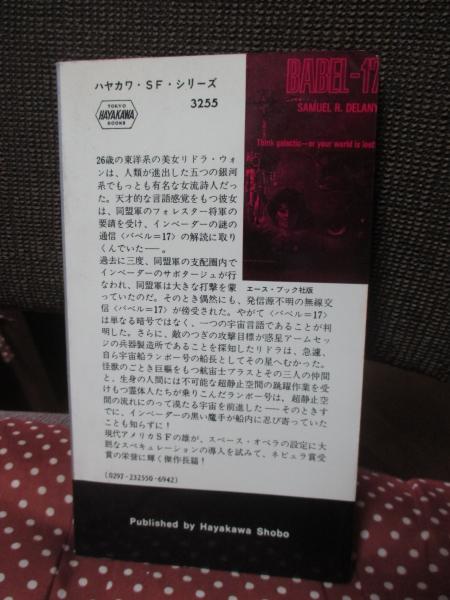 ハヤカワ・SF・シリーズ
TOKYO
HAYAKAWA
BOOKS
3255
BABEL-17
SAMUEL R. DELANY
Think galactic—or your world is lost
26歳の東洋系の美女リドラ・ウォ
ンは、人類が進出した五つの銀河
系でもっとも有名な女流詩人だっ
た。天才的な言語感覚をもつ彼女
は、同盟軍のフォレスター将軍の
要請を受け、インベーダーの謎の
通信〈バベル=17〉の解読に取り
くんでいた——。
過去に三度、同盟軍の支配圏内で
インベーダーのサボタージュが行
なわれ、同盟軍は大きな打撃を蒙
エース・ブック社版
っていたのだ。そのとき偶然にも、発信源不明の無線交
信〈バベル=17〉が傍受された。やがて〈バベル=17〉
は単なる暗号ではなく、一つの宇宙言語であることが判
明した。さらに、敵のつぎの攻撃目標が惑星アームセッ
ジの兵器製造所であることを探知したリドラは、急遽、
自ら宇宙船ランボー号の船長としてその星へむかった。
怪獣のごとき巨軀をもつ航宙士ブラスとその三人の仲間
と、生身の人間には不可能な超静止空間の跳躍作業を受
けもつ霊体人たちが乗りこんだランボー号は、超静止空
間の流れにのって漠たる宇宙を前進した——そのときす
でに、インベーダーの黒い魔手が船内に忍び寄っていた
こととも知らずに！
現代アメリカSFの雄が、スペース・オペラの設定に大
胆なスペキュレーションの導入を試みて、ネビュラ賞受
賞の栄誉に輝く傑作長篇！
(0297-232550-6942)
Published by Hayakawa Shobo